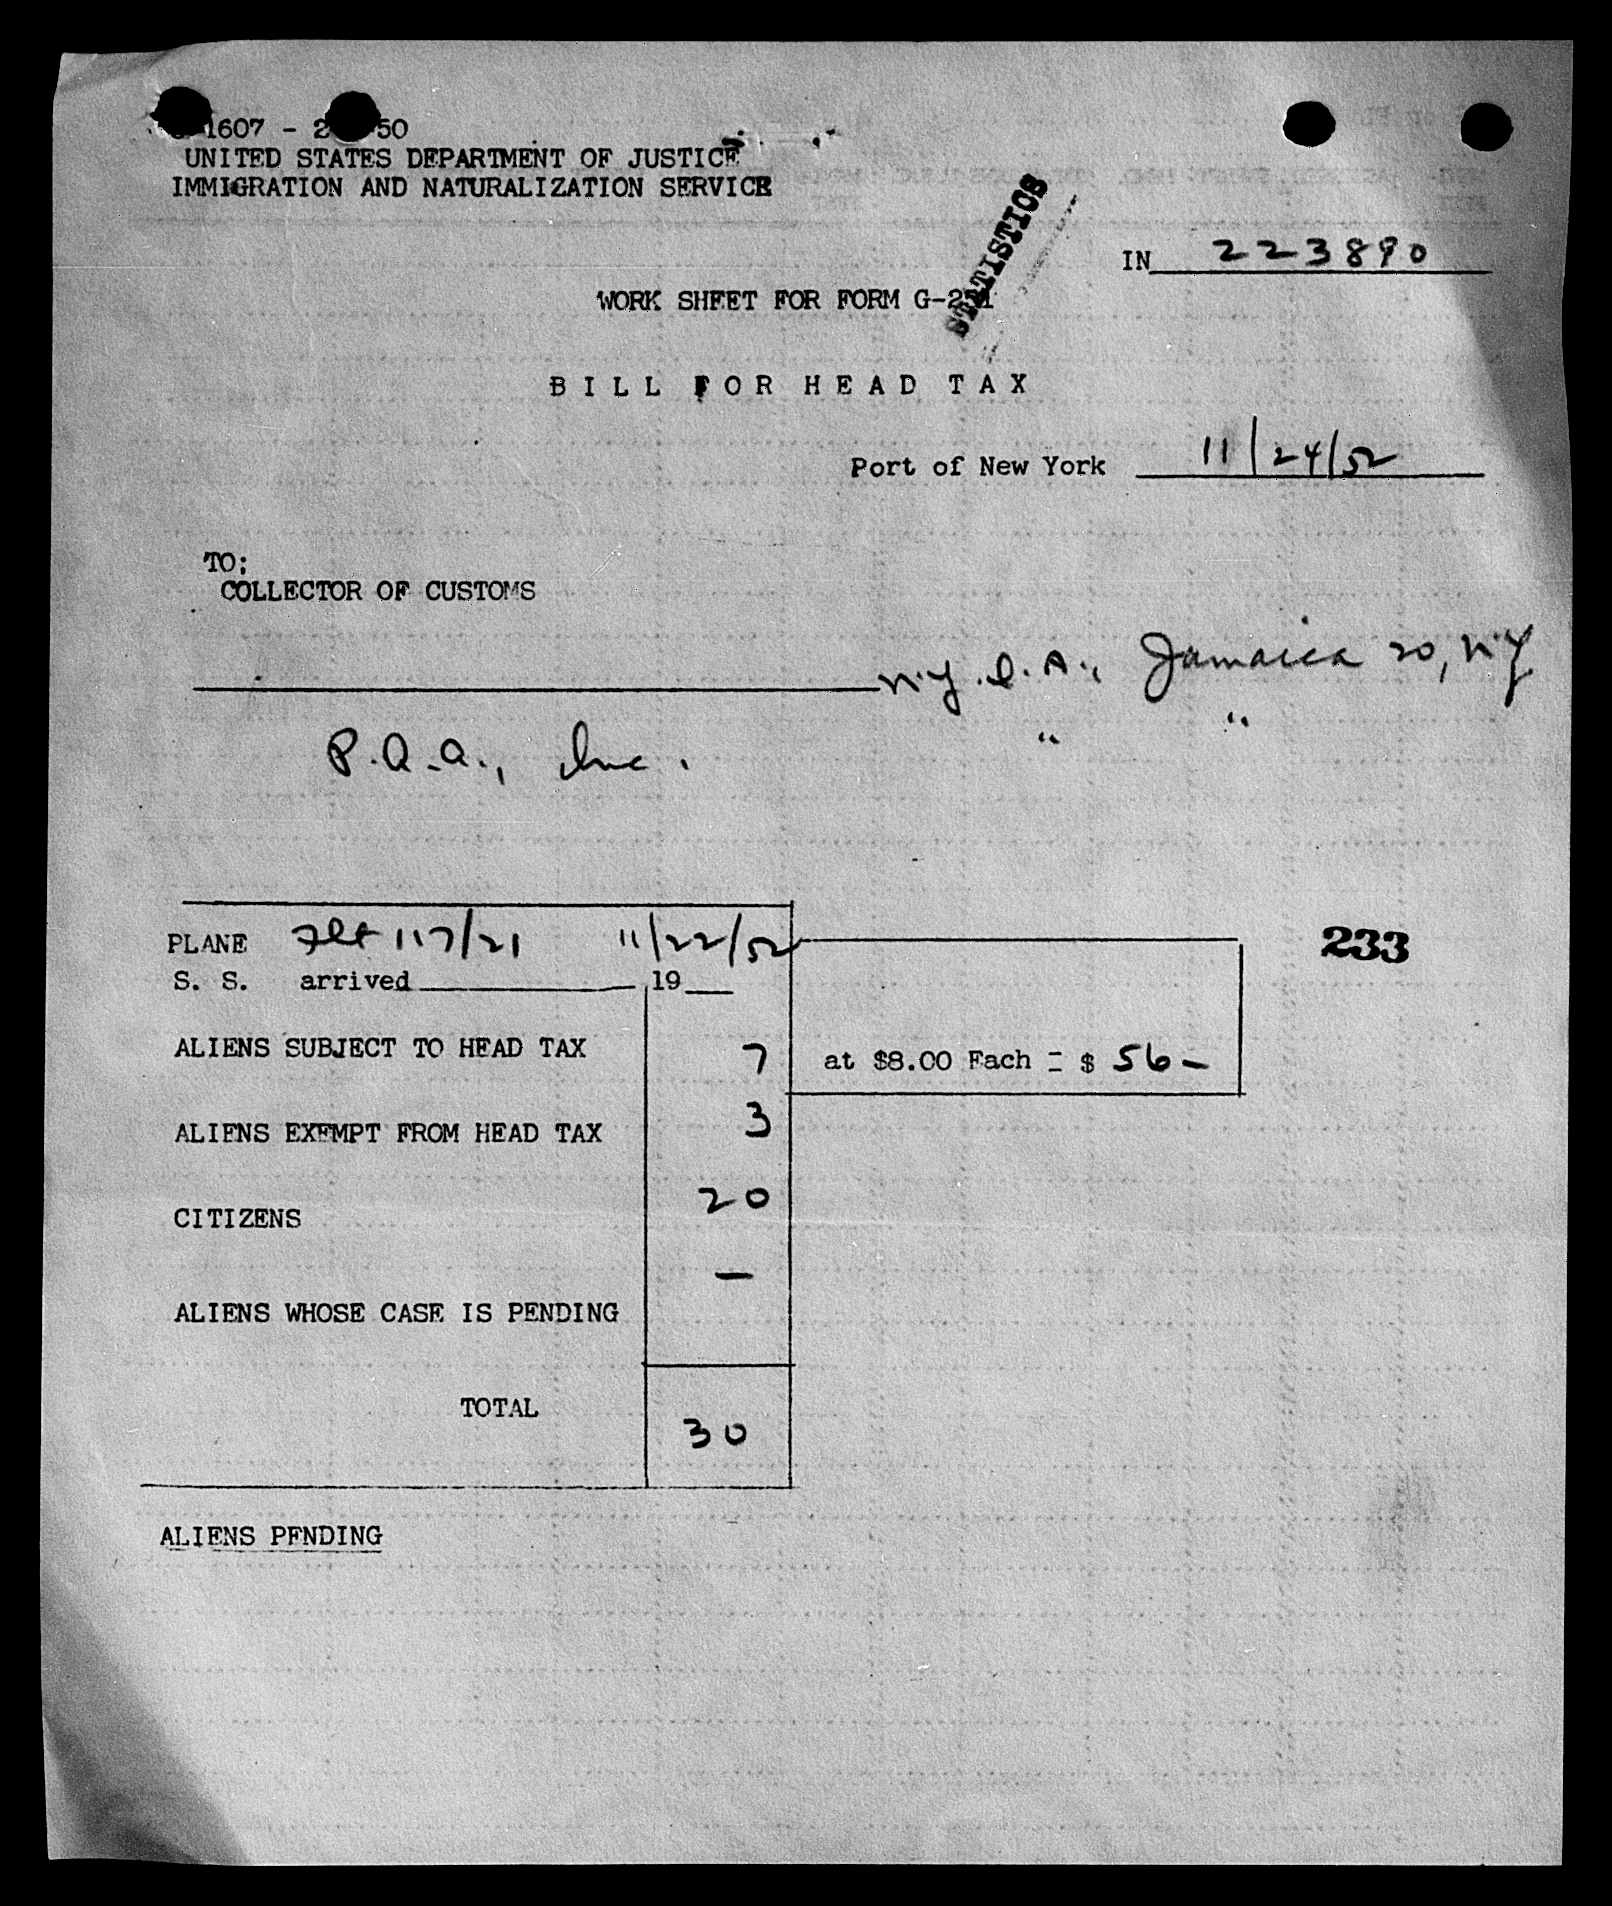 1607 - 2 50
UNITED STATES DEPARTMENT OF JUSTICE
IMMIGRATION AND NATURALIZATION SERVICE
STATISTICS
IN 223890
WORK SHEET FOR FORM
BILL FOR HEAD TAX
Port of New York 11/24/52
TO:
COLLECTOR OF CUSTOMS
N.Y.I.A., Jamaica 20, NY
P.A.A., Inc. " "
PLANE Flt 117/21 11/22/52
S. S. arrived , 19
233
ALIENS SUBJECT TO HEAD TAX 7 at $8.00 Each = $ 56-
ALIENS EXEMPT FROM HEAD TAX 3
CITIZENS 20
ALIENS WHOSE CASE IS PENDING -
TOTAL 30
ALIENS PENDING